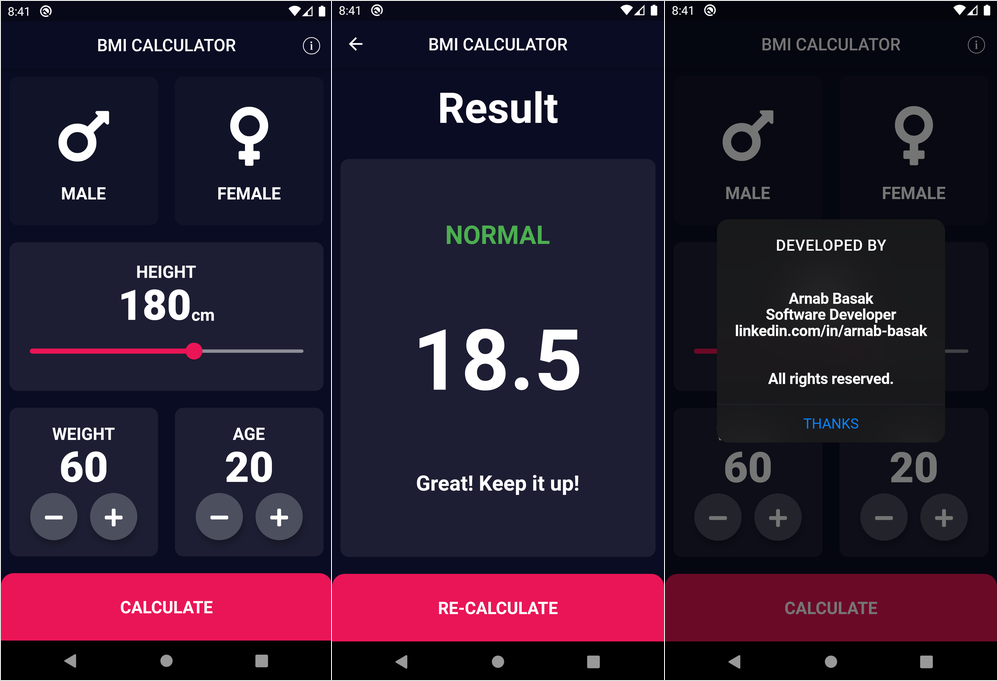 8:41
BMI CALCULATOR
MALE FEMALE
HEIGHT
180cm
WEIGHT AGE
60 20
CALCULATE
8:41
BMI CALCULATOR
Result
NORMAL
18.5
Great! Keep it up!
RE-CALCULATE
8:41
BMI CALCULATOR
MALE FEMALE
DEVELOPED BY
Arnab Basak
Software Developer
linkedin.com/in/arnab-basak
All rights reserved.
THANKS
60 20
CALCULATE